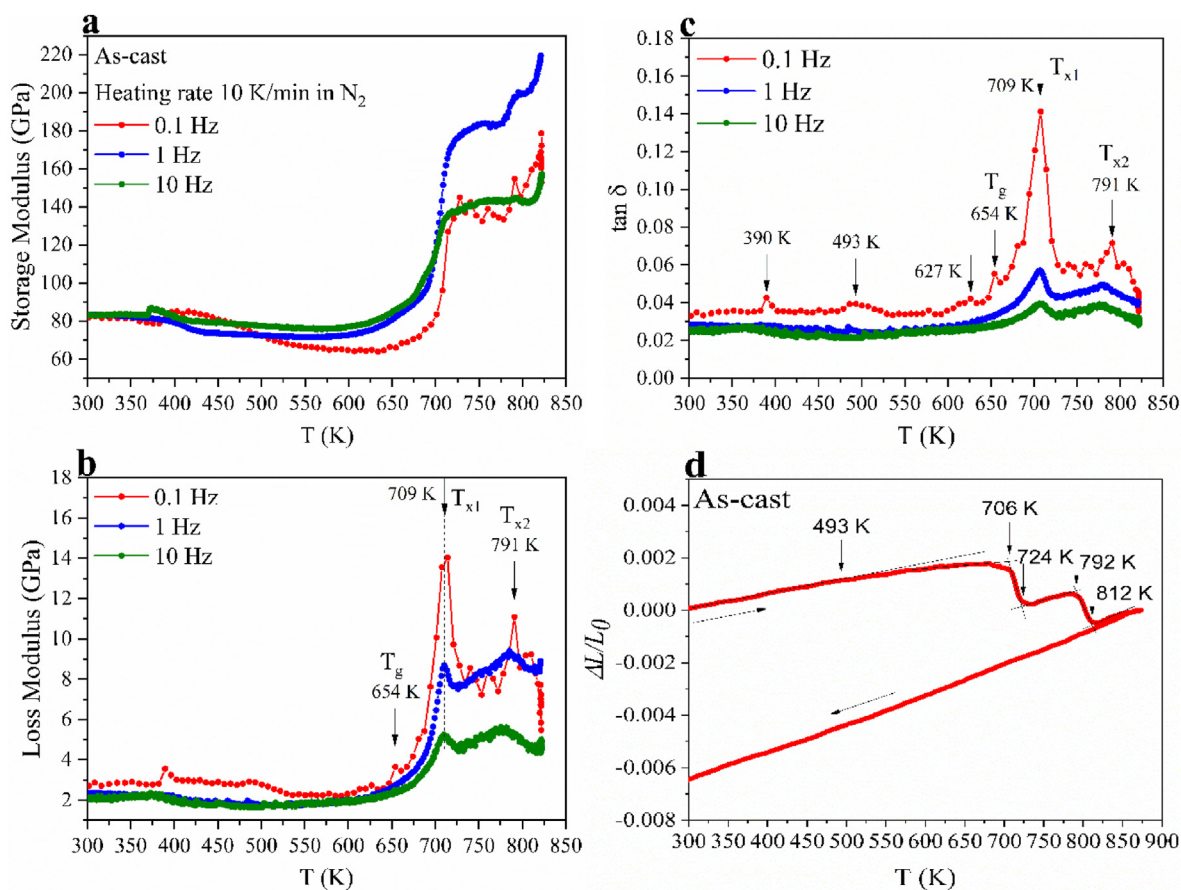 a
As-cast
Heating rate 10 K/min in N2
0.1 Hz
1 Hz
10 Hz
Storage Modulus (GPa)
220
200
180
160
140
120
100
80
60
300 350 400 450 500 550 600 650 700 750 800 850
T (K)
c
0.1 Hz
1 Hz
10 Hz
Tx1
709 K
Tx2
791 K
Tg
654 K
390 K
493 K
627 K
tan δ
0.18
0.16
0.14
0.12
0.10
0.08
0.06
0.04
0.02
0.00
300 350 400 450 500 550 600 650 700 750 800 850
T (K)
b
0.1 Hz
1 Hz
10 Hz
709 K
Tx1
Tx2
791 K
Tg
654 K
Loss Modulus (GPa)
18
16
14
12
10
8
6
4
2
300 350 400 450 500 550 600 650 700 750 800 850
T (K)
d
As-cast
493 K
706 K
724 K
792 K
812 K
ΔL/L0
0.004
0.002
0.000
-0.002
-0.004
-0.006
-0.008
300 350 400 450 500 550 600 650 700 750 800 850 900
T (K)